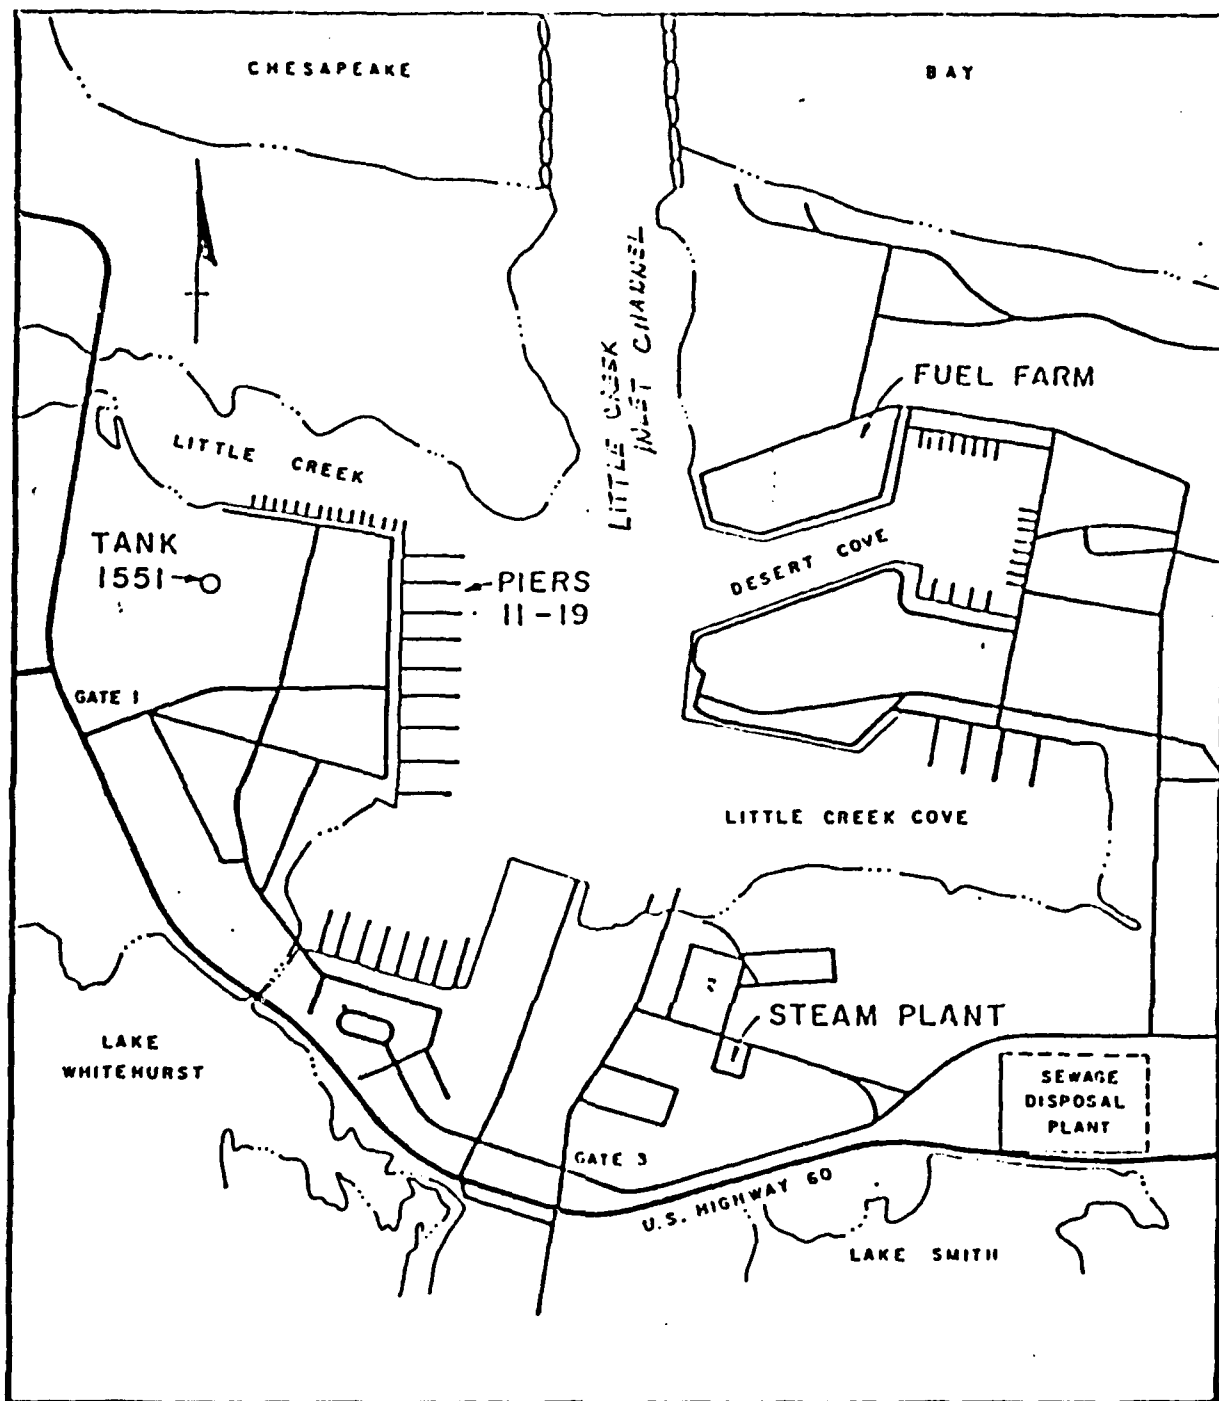 CHESAPEAKE
BAY
LITTLE CREEK
INLET CHANNEL
FUEL FARM
LITTLE CREEK
TANK
1551
PIERS
11-19
DESERT COVE
GATE 1
LITTLE CREEK COVE
STEAM PLANT
LAKE
WHITEHURST
SEWAGE
DISPOSAL
PLANT
GATE 3
U.S. HIGHWAY 60
LAKE SMITH